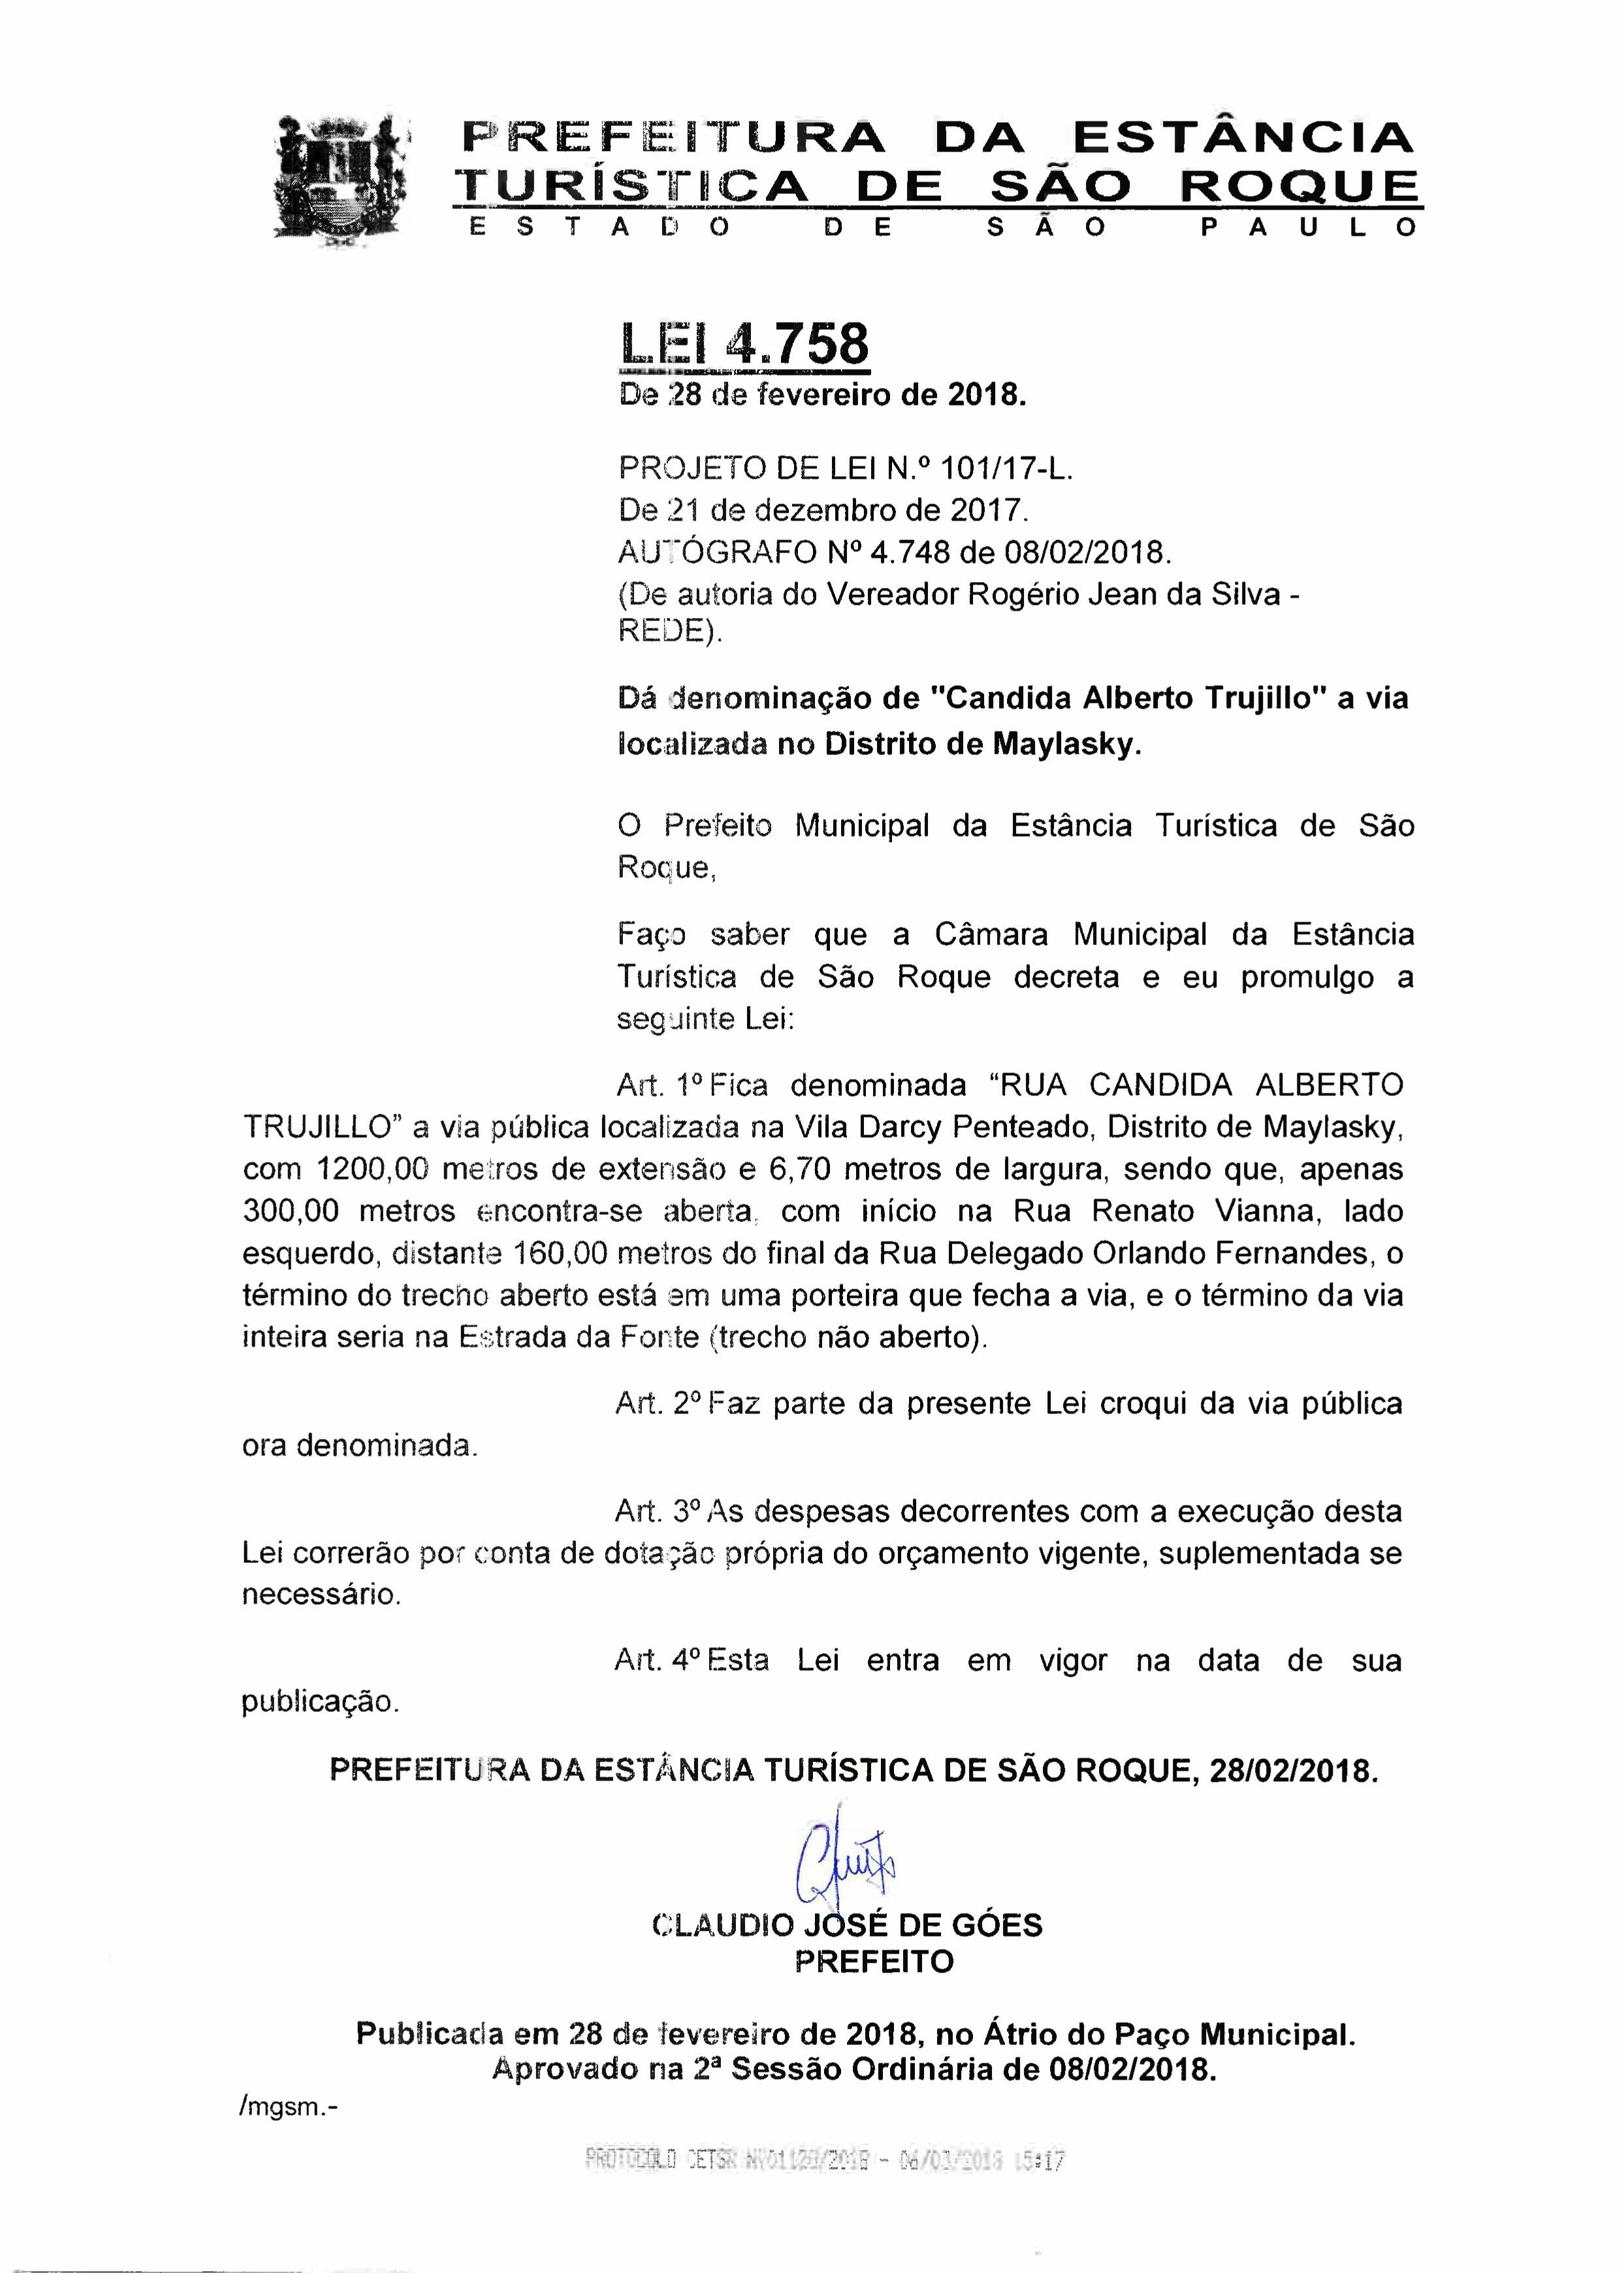 PREFEITURA DA ESTÂNCIA
TURÍSTICA DE SÃO ROQUE
ESTADO DE SÃO PAULO
LEI 4.758
De 28 de fevereiro de 2018.
PROJETO DE LEI N.º 101/17-L.
De 21 de dezembro de 2017.
AUTÓGRAFO Nº 4.748 de 08/02/2018.
(De autoria do Vereador Rogério Jean da Silva -
REDE).
Dá denominação de "Candida Alberto Trujillo" a via
localizada no Distrito de Maylasky.
O Prefeito Municipal da Estância Turística de São
Roque,
Faço saber que a Câmara Municipal da Estância
Turística de São Roque decreta e eu promulgo a
seguinte Lei:
Art. 1º Fica denominada “RUA CANDIDA ALBERTO
TRUJILLO” a via pública localizada na Vila Darcy Penteado, Distrito de Maylasky,
com 1200,00 metros de extensão e 6,70 metros de largura, sendo que, apenas
300,00 metros encontra-se aberta, com início na Rua Renato Vianna, lado
esquerdo, distante 160,00 metros do final da Rua Delegado Orlando Fernandes, o
término do trecho aberto está em uma porteira que fecha a via, e o término da via
inteira seria na Estrada da Fonte (trecho não aberto).
Art. 2º Faz parte da presente Lei croqui da via pública
ora denominada.
Art. 3º As despesas decorrentes com a execução desta
Lei correrão por conta de dotação própria do orçamento vigente, suplementada se
necessário.
Art. 4º Esta Lei entra em vigor na data de sua
publicação.
PREFEITURA DA ESTÂNCIA TURÍSTICA DE SÃO ROQUE, 28/02/2018.
CLAUDIO JOSÉ DE GÓES
PREFEITO
Publicada em 28 de fevereiro de 2018, no Átrio do Paço Municipal.
Aprovado na 2ª Sessão Ordinária de 08/02/2018.
/mgsm.-
PROTOCOLO CETSR - 06/03/2018 15:17